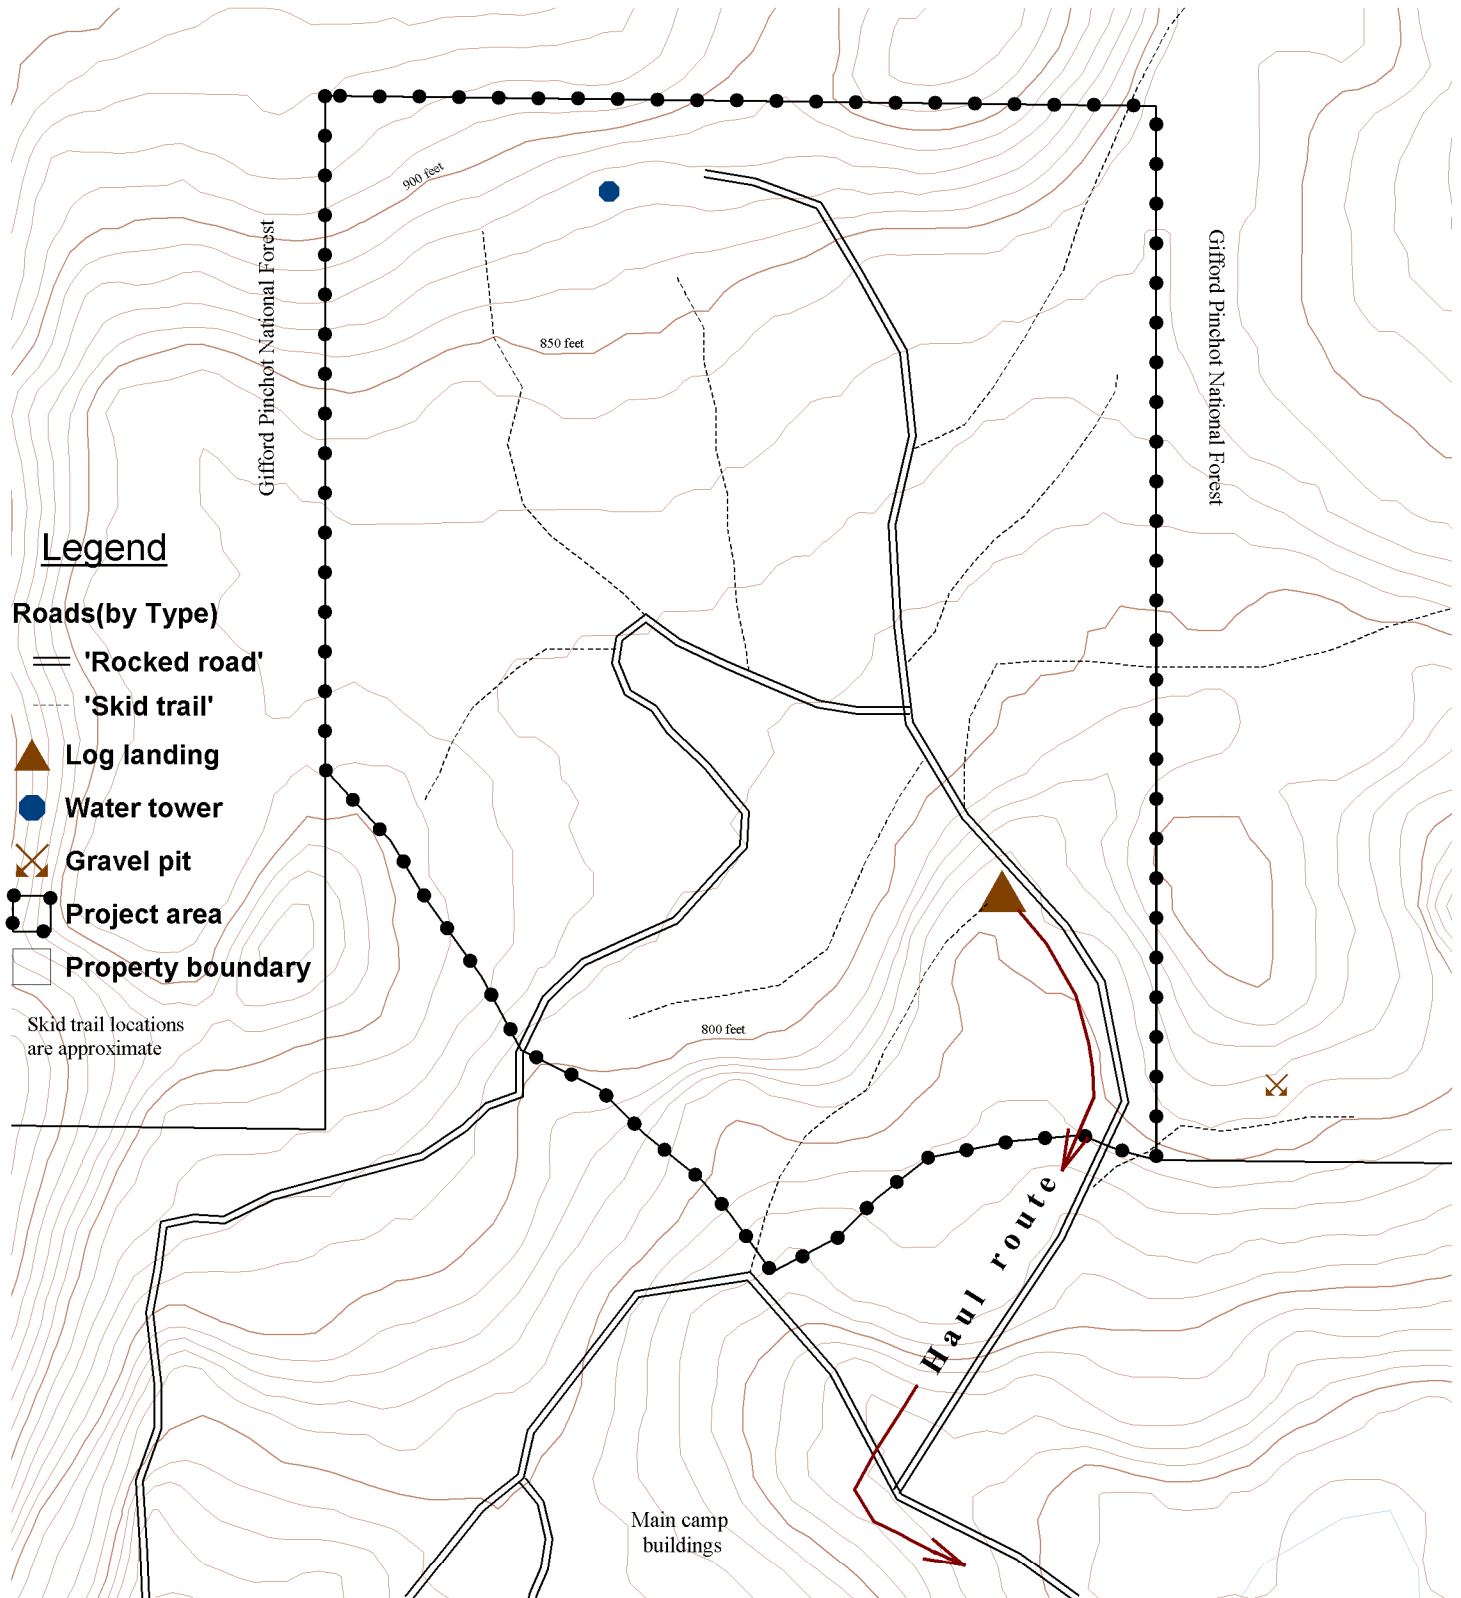 900 feet
Gifford Pinchot National Forest
Gifford Pinchot National Forest
850 feet
Legend
Roads(by Type)
'Rocked road'
'Skid trail'
Log landing
Water tower
Gravel pit
Project area
Property boundary
Skid trail locations
are approximate
800 feet
Haul route
Main camp
buildings